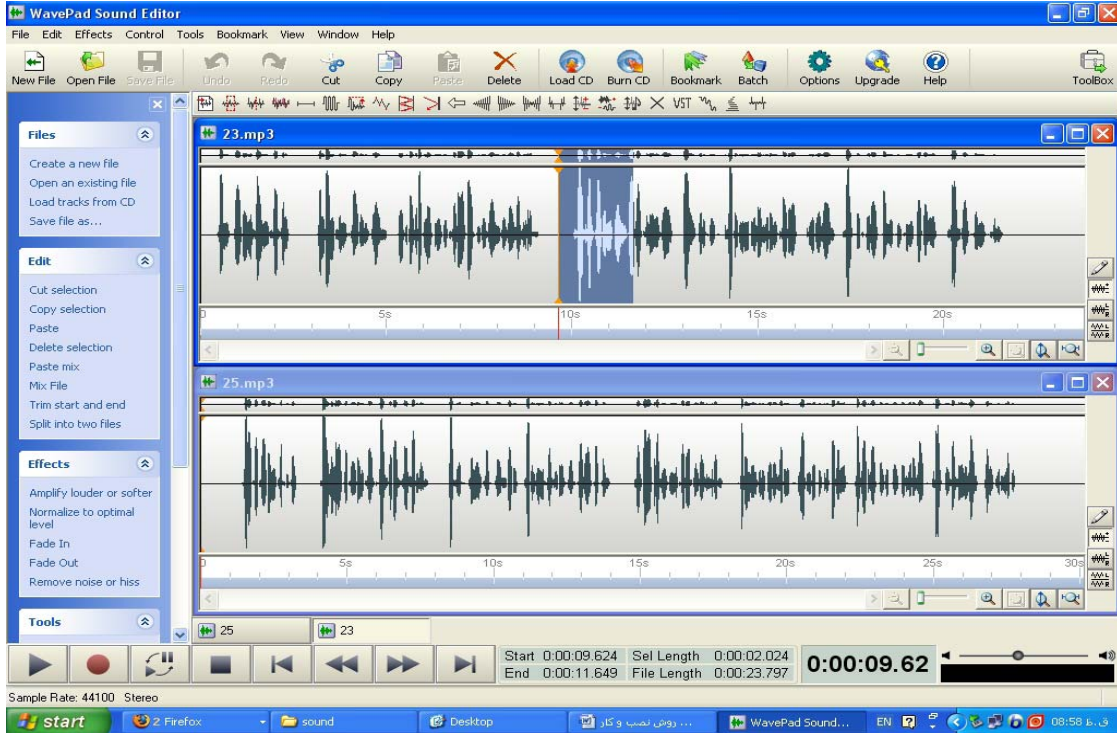 WavePad Sound Editor
File Edit Effects Control Tools Bookmark View Window Help
New File Open File Save File Undo Redo Cut Copy Paste Delete Load CD Burn CD Bookmark Batch Options Upgrade Help ToolBox
VST
Files
Create a new file
Open an existing file
Load tracks from CD
Save file as...
Edit
Cut selection
Copy selection
Paste
Delete selection
Paste mix
Mix File
Trim start and end
Split into two files
Effects
Amplify louder or softer
Normalize to optimal
level
Fade In
Fade Out
Remove noise or hiss
Tools
23.mp3
0 5s 10s 15s 20s
25.mp3
0 5s 10s 15s 20s 25s 30s
25 23
Start 0:00:09.624 Sel Length 0:00:02.024
End 0:00:11.649 File Length 0:00:23.797
0:00:09.62
Sample Rate: 44100 Stereo
start 2 Firefox sound Desktop روش نصب و کار ... WavePad Sound... EN 08:58 ق.ظ